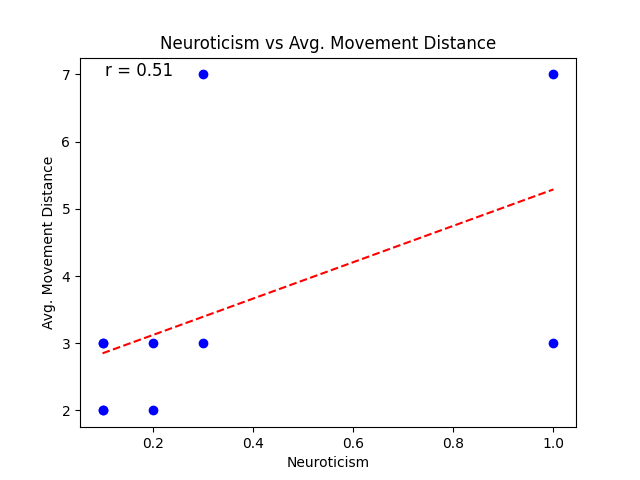 Neuroticism vs Avg. Movement Distance
r = 0.51
7
6
5
4
3
2
Avg. Movement Distance
0.2
0.4
0.6
0.8
1.0
Neuroticism